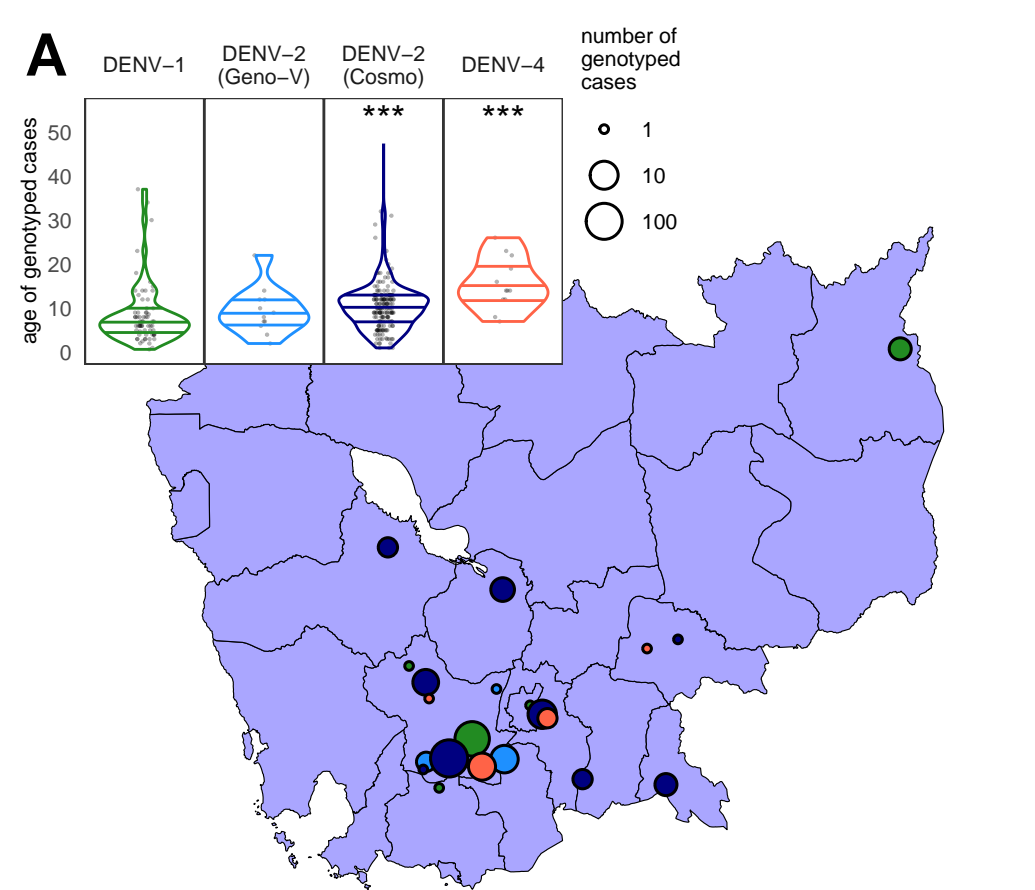 A
DENV−1
DENV−2
(Geno−V)
DENV−2
(Cosmo)
DENV−4
number of
genotyped
cases
***
***
age of genotyped cases
50
40
30
20
10
0
1
10
100